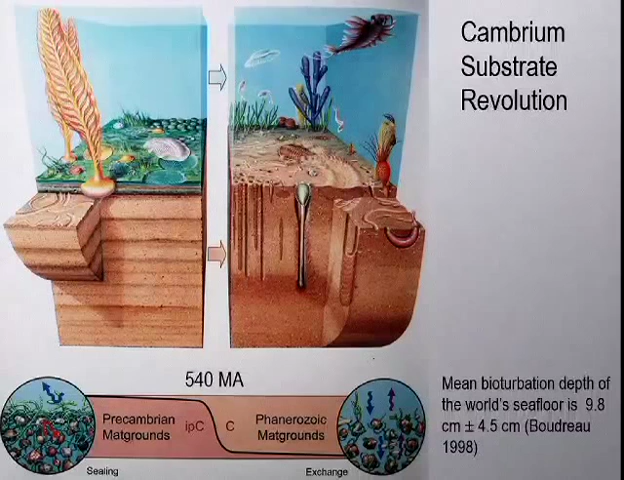 Cambrium
Substrate
Revolution
540 MA
Precambrian
Matgrounds
ipC
C
Phanerozoic
Matgrounds
Sealing
Exchange
Mean bioturbation depth of
the world's seafloor is 9.8
cm ± 4.5 cm (Boudreau
1998)